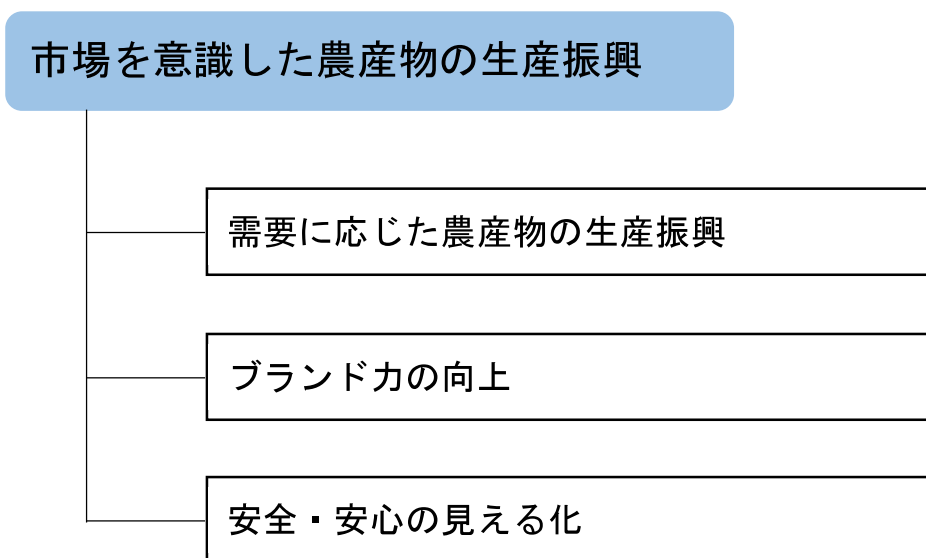 市場を意識した農産物の生産振興
需要に応じた農産物の生産振興
ブランド力の向上
安全・安心の見える化